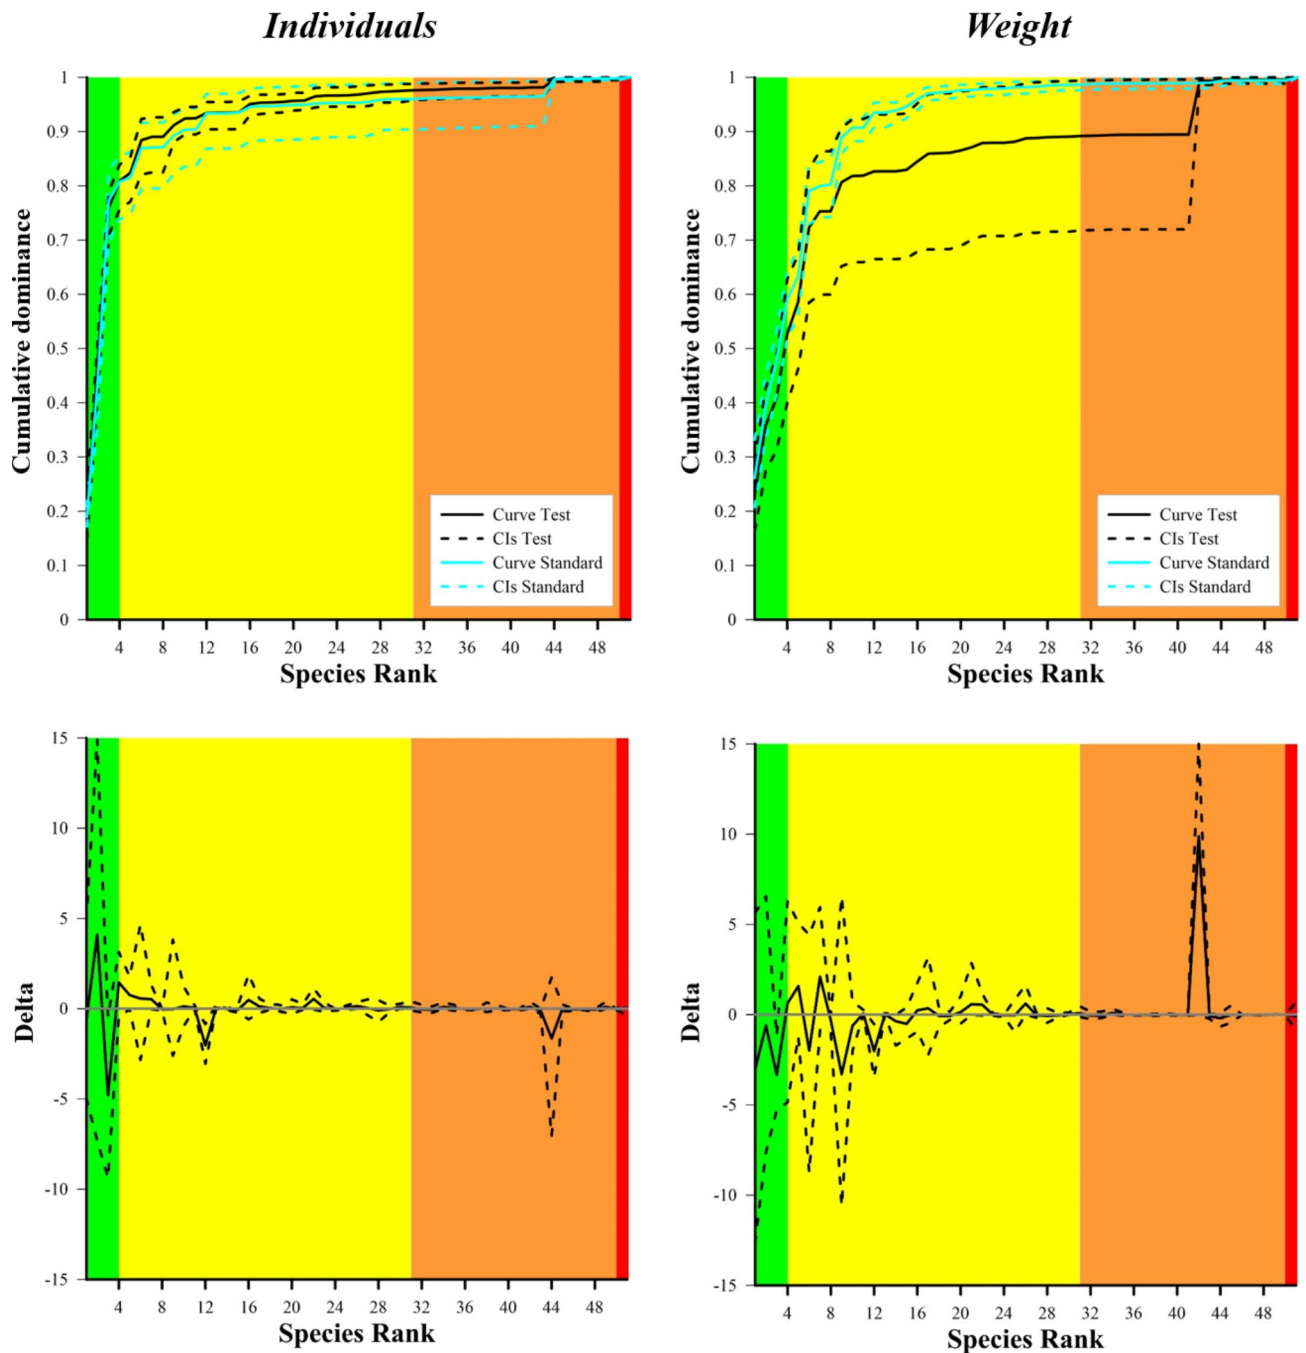 Individuals
Weight
1
0.9
0.8
0.7
0.6
0.5
0.4
0.3
0.2
0.1
0
Cumulative dominance
Curve Test
CIs Test
Curve Standard
CIs Standard
4 8 12 16 20 24 28 32 36 40 44 48
Species Rank
1
0.9
0.8
0.7
0.6
0.5
0.4
0.3
0.2
0.1
0
Cumulative dominance
Curve Test
CIs Test
Curve Standard
CIs Standard
4 8 12 16 20 24 28 32 36 40 44 48
Species Rank
15
10
5
0
-5
-10
-15
Delta
4 8 12 16 20 24 28 32 36 40 44 48
Species Rank
15
10
5
0
-5
-10
-15
Delta
4 8 12 16 20 24 28 32 36 40 44 48
Species Rank